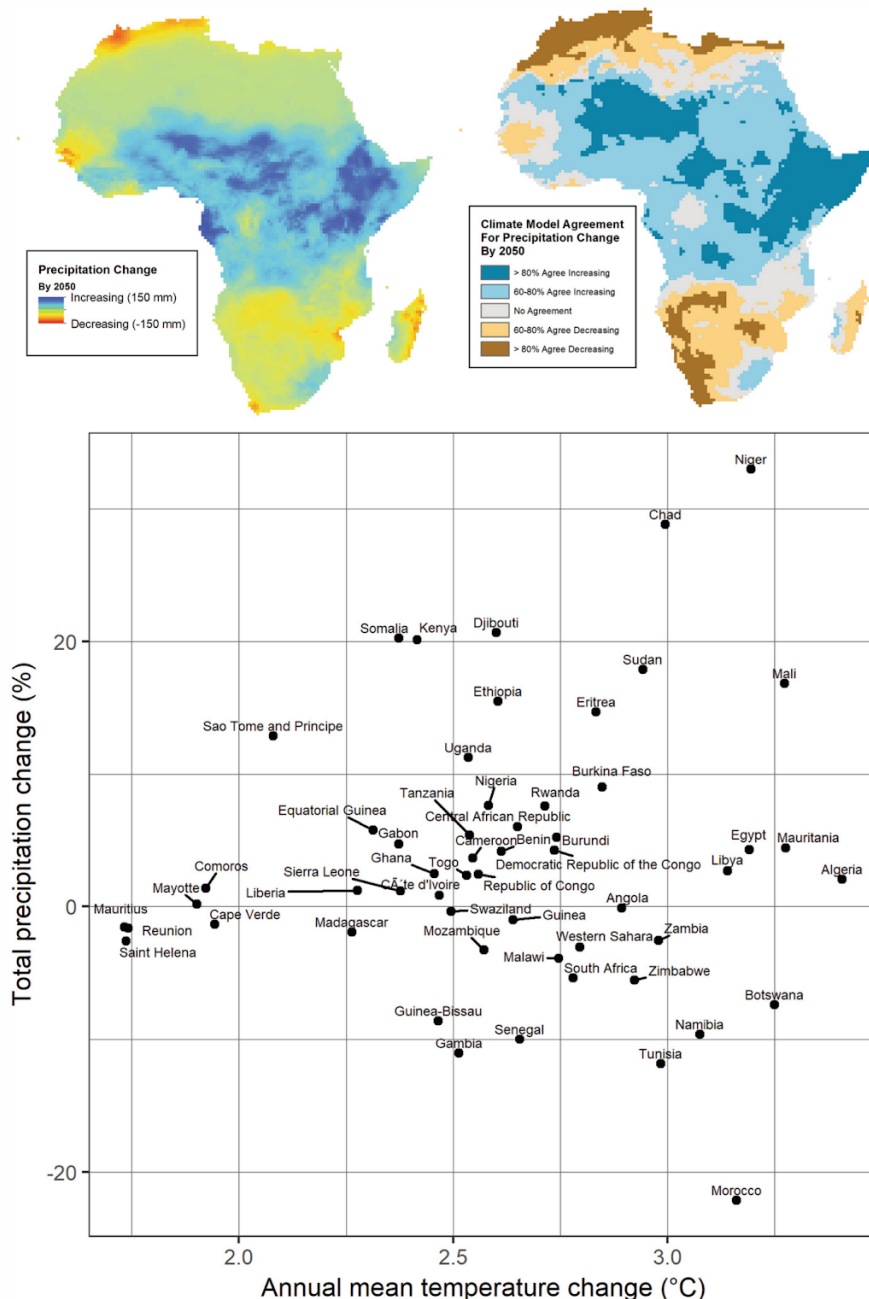 Precipitation Change
By 2050
Increasing (150 mm)
Decreasing (-150 mm)
Climate Model Agreement
For Precipitation Change
By 2050
> 80% Agree Increasing
60-80% Agree Increasing
No Agreement
60-80% Agree Decreasing
> 80% Agree Decreasing
Total precipitation change (%)
20
0
-20
Niger
Chad
Somalia
Kenya
Djibouti
Sudan
Mali
Ethiopia
Eritrea
Sao Tome and Principe
Uganda
Burkina Faso
Nigeria
Tanzania
Rwanda
Equatorial Guinea
Central African Republic
Gabon
Cameroon
Benin
Burundi
Egypt
Mauritania
Ghana
Togo
Democratic Republic of the Congo
Libya
Comoros
Sierra Leone
Algeria
Mayotte
Liberia
CÃ´te d'Ivoire
Republic of Congo
Angola
Mauritius
Cape Verde
Swaziland
Guinea
Reunion
Madagascar
Mozambique
Western Sahara
Zambia
Saint Helena
Malawi
South Africa
Zimbabwe
Botswana
Guinea-Bissau
Namibia
Senegal
Gambia
Tunisia
Morocco
2.0
2.5
3.0
Annual mean temperature change (°C)